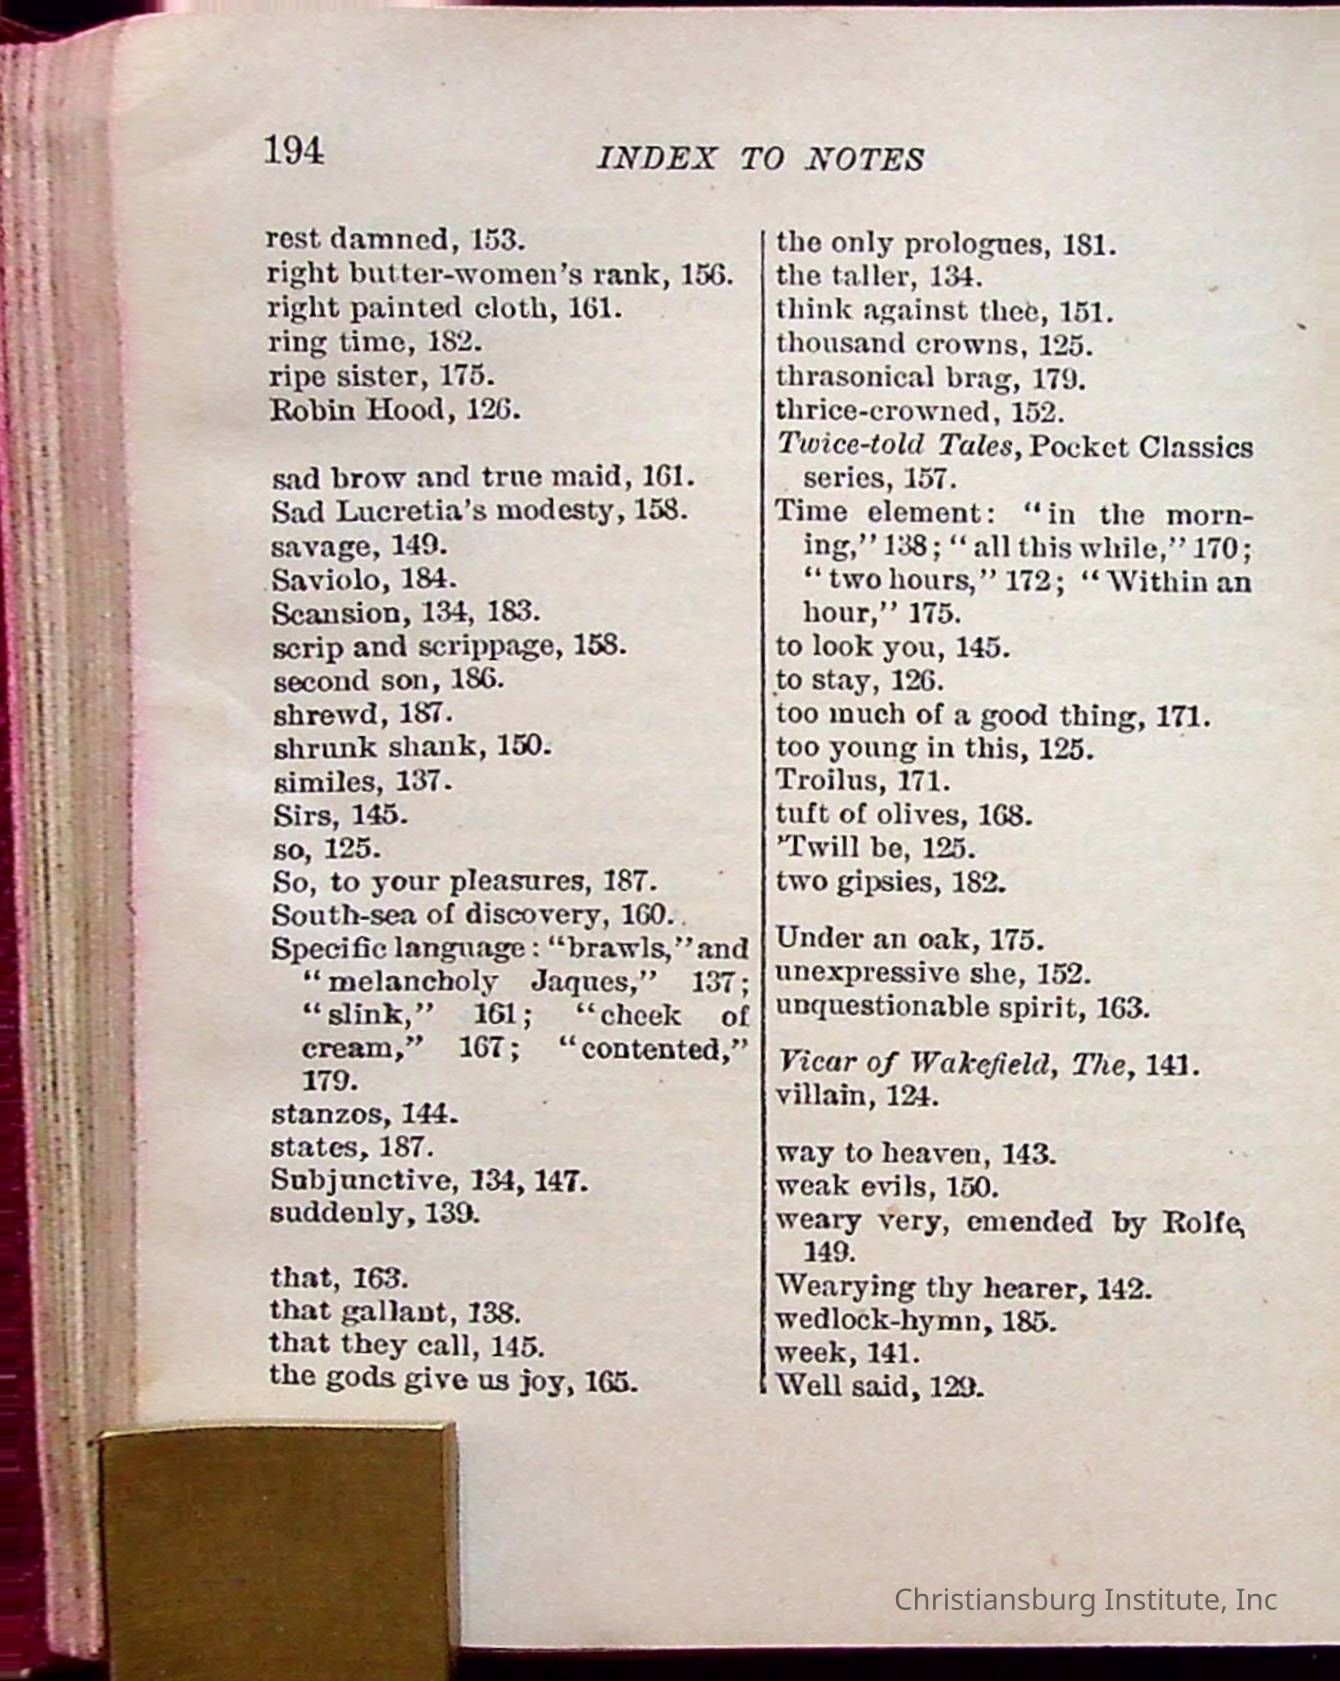 194
INDEX TO NOTES
rest damned, 153.
right butter-women's rank, 156.
right painted cloth, 161.
ring time, 182.
ripe sister, 175.
Robin Hood, 126.
sad brow and true maid, 161.
Sad Lucretia's modesty, 158.
savage, 149.
Saviolo, 184.
Scansion, 134, 183.
scrip and scrippage, 158.
second son, 186.
shrewd, 187.
shrunk shank, 150.
similes, 137.
Sirs, 145.
so, 125.
So, to your pleasures, 187.
South-sea of discovery, 160.
Specific language: "brawls," and
"melancholy Jaques," 137;
"slink," 161; "cheek of
cream," 167; "contented,"
179.
stanzos, 144.
states, 187.
Subjunctive, 134, 147.
suddenly, 139.
that, 163.
that gallant, 138.
that they call, 145.
the gods give us joy, 165.
the only prologues, 181.
the taller, 134.
think against thee, 151.
thousand crowns, 125.
thrasonical brag, 179.
thrice-crowned, 152.
Twice-told Tales, Pocket Classics
series, 157.
Time element: "in the morn-
ing," 138; "all this while," 170;
"two hours," 172; "Within an
hour," 175.
to look you, 145.
to stay, 126.
too much of a good thing, 171.
too young in this, 125.
Troilus, 171.
tuft of olives, 168.
'Twill be, 125.
two gipsies, 182.
Under an oak, 175.
unexpressive she, 152.
unquestionable spirit, 163.
Vicar of Wakefield, The, 141.
villain, 124.
way to heaven, 143.
weak evils, 150.
weary very, emended by Rolfe,
149.
Wearying thy hearer, 142.
wedlock-hymn, 185.
week, 141.
Well said, 129.
Christiansburg Institute, Inc